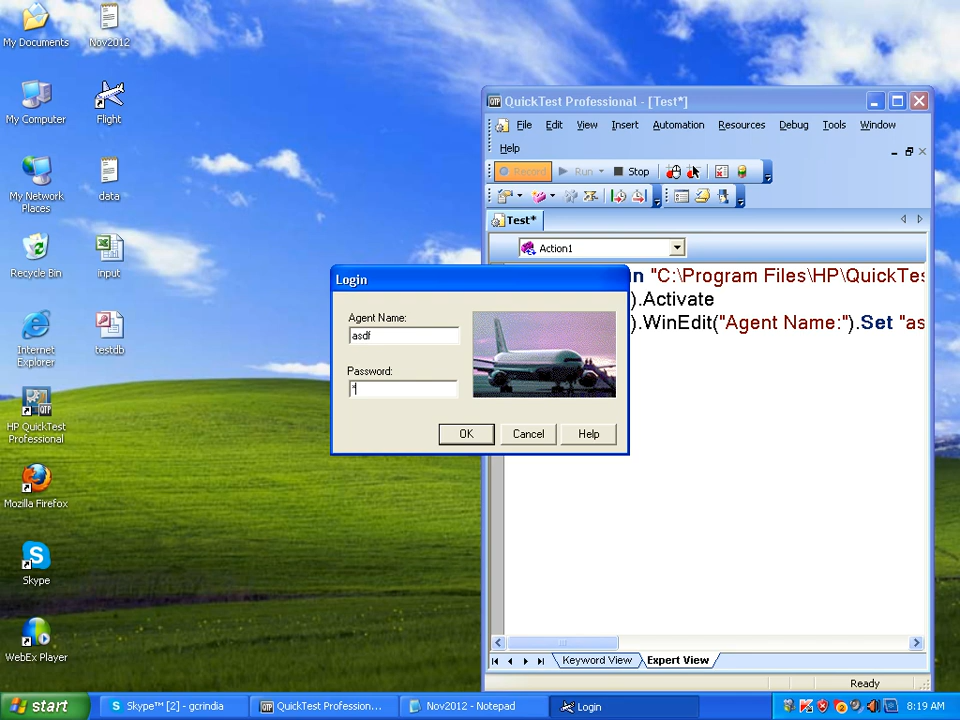 My Documents
Nov2012
My Computer
Flight
My Network
Places
data
Recycle Bin
input
Internet
Explorer
testdb
HP QuickTest
Professional
Mozilla Firefox
Skype
WebEx Player
QuickTest Professional - [Test*]
File Edit View Insert Automation Resources Debug Tools Window
Help
Record Run Stop
Test*
Action1
n "C:\Program Files\HP\QuickTes
).Activate
).WinEdit("Agent Name:").Set "as
Keyword View Expert View
Ready
Login
Agent Name:
asdf
Password:
*
OK Cancel Help
start
Skype™ [2] - gcrindia
QuickTest Profession...
Nov2012 - Notepad
Login
8:19 AM